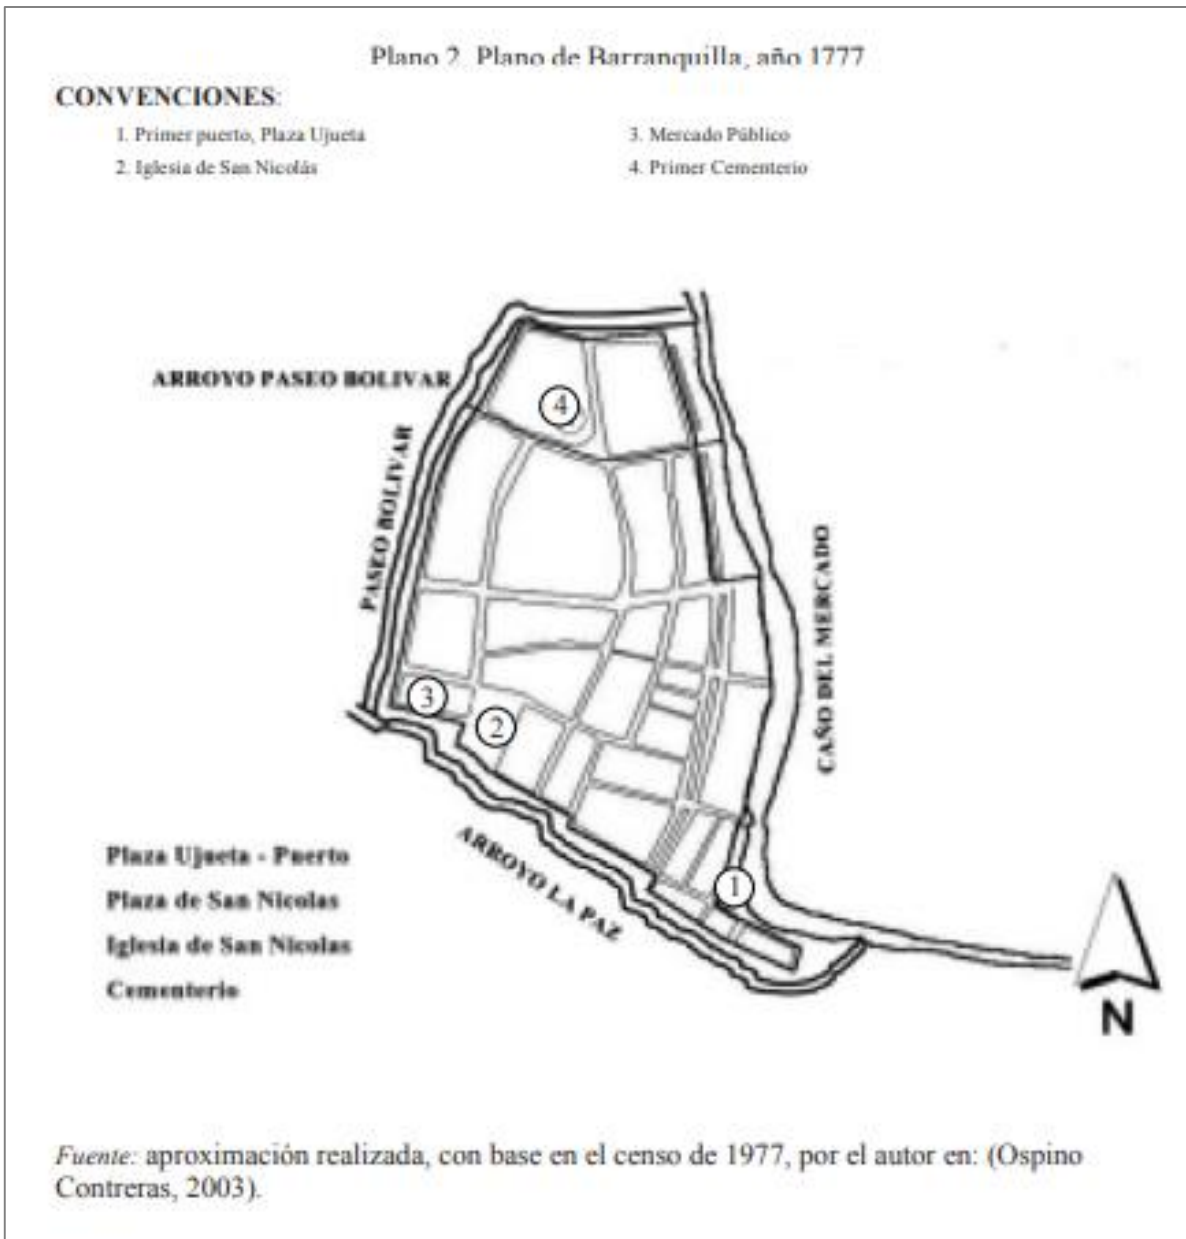 Plano 2. Plano de Barranquilla, año 1777
CONVENCIONES:
1. Primer puerto, Plaza Ujueta
2. Iglesia de San Nicolás
3. Mercado Público
4. Primer Cementerio
ARROYO PASEO BOLIVAR
4
PASEO BOLIVAR
CAÑO DEL MERCADO
3
2
ARROYO LA PAZ
1
Plaza Ujueta - Puerto
Plaza de San Nicolas
Iglesia de San Nicolas
Cementerio
N
Fuente: aproximación realizada, con base en el censo de 1977, por el autor en: (Ospino
Contreras, 2003).